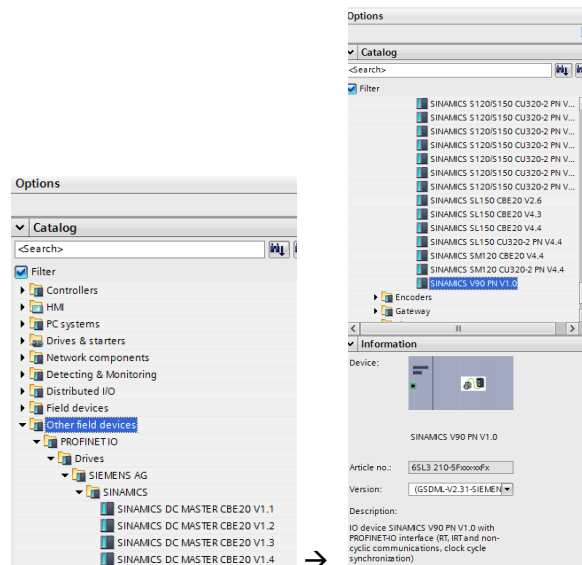 Options
Catalog
<Search>
Filter
Controllers
HMI
PC systems
Drives & starters
Network components
Detecting & Monitoring
Distributed I/O
Field devices
Other field devices
PROFINET IO
Drives
SIEMENS AG
SINAMICS
SINAMICS DC MASTER CBE20 V1.1
SINAMICS DC MASTER CBE20 V1.2
SINAMICS DC MASTER CBE20 V1.3
SINAMICS DC MASTER CBE20 V1.4
→
Options
Catalog
<Search>
Filter
SINAMICS S120/S150 CU320-2 PN V...
SINAMICS S120/S150 CU320-2 PN V...
SINAMICS S120/S150 CU320-2 PN V...
SINAMICS S120/S150 CU320-2 PN V...
SINAMICS S120/S150 CU320-2 PN V...
SINAMICS S120/S150 CU320-2 PN V...
SINAMICS S120/S150 CU320-2 PN V...
SINAMICS SL150 CBE20 V2.6
SINAMICS SL150 CBE20 V4.3
SINAMICS SL150 CBE20 V4.4
SINAMICS SL150 CU320-2 PN V4.4
SINAMICS SM120 CBE20 V4.4
SINAMICS SM120 CU320-2 PN V4.4
SINAMICS V90 PN V1.0
Encoders
Gateway
Information
Device:
SINAMICS V90 PN V1.0
Article no.: 6SL3 210-5Fxxx-xxFx
Version: (GSDML-V2.31-SIEMEN
Description:
IO device SINAMICS V90 PN V1.0 with
PROFINET-IO interface (RT, IRT and non-
cyclic communications, clock cycle
synchronization)